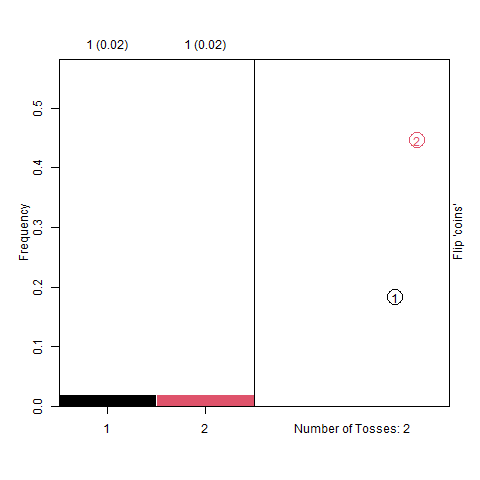 1 (0.02) 1 (0.02)
Frequency
0.5
0.4
0.3
0.2
0.1
0.0
1 2
2
1
Number of Tosses: 2
Flip 'coins'